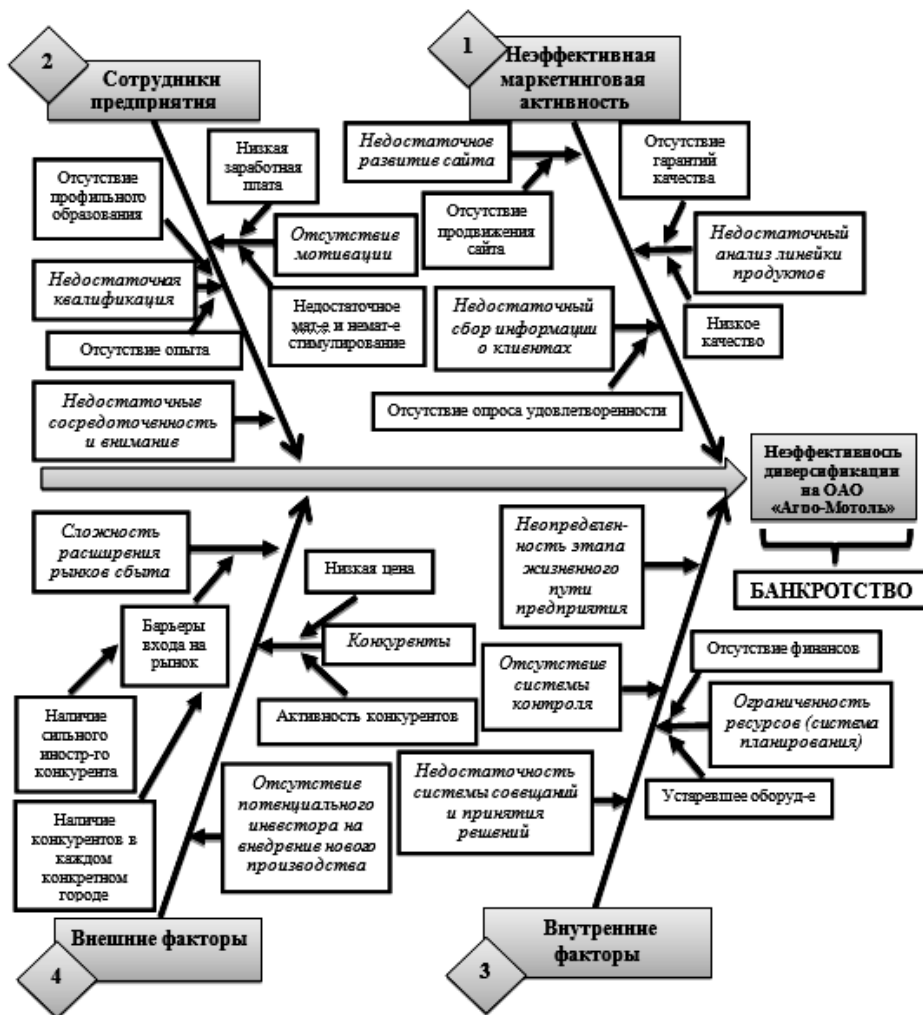 1
Неэффективная
маркетинговая
активность
Недостаточное
развитие сайта
Отсутствие
продвижения
сайта
Отсутствие
гарантий
качества
Недостаточный
анализ линейки
продуктов
Низкое
качество
Недостаточный
сбор информации
о клиентах
Отсутствие опроса удовлетворенности
2
Сотрудники
предприятия
Низкая
заработная
плата
Отсутствие
профильного
образования
Отсутствие
мотивации
Недостаточная
квалификация
Недостаточное
мат-е и немат-е
стимулирование
Отсутствие опыта
Недостаточные
сосредоточенность
и внимание
Неэффективность
диверсификации
на ОАО
«Агро-Мотоль»
БАНКРОТСТВО
Неопределен-
ность этапа
жизненного
пути
предприятия
Отсутствие финансов
Отсутствие
системы
контроля
Ограниченность
ресурсов (система
планирования)
Недостаточность
системы совещаний
и принятия
решений
Устаревшее оборуд-е
Внутренние
факторы
3
Сложность
расширения
рынков сбыта
Низкая цена
Барьеры
входа на
рынок
Конкуренты
Наличие
сильного
иностр-го
конкурента
Активность конкурентов
Наличие
конкурентов в
каждом
конкретном
городе
Отсутствие
потенциального
инвестора на
внедрение нового
производства
Внешние факторы
4